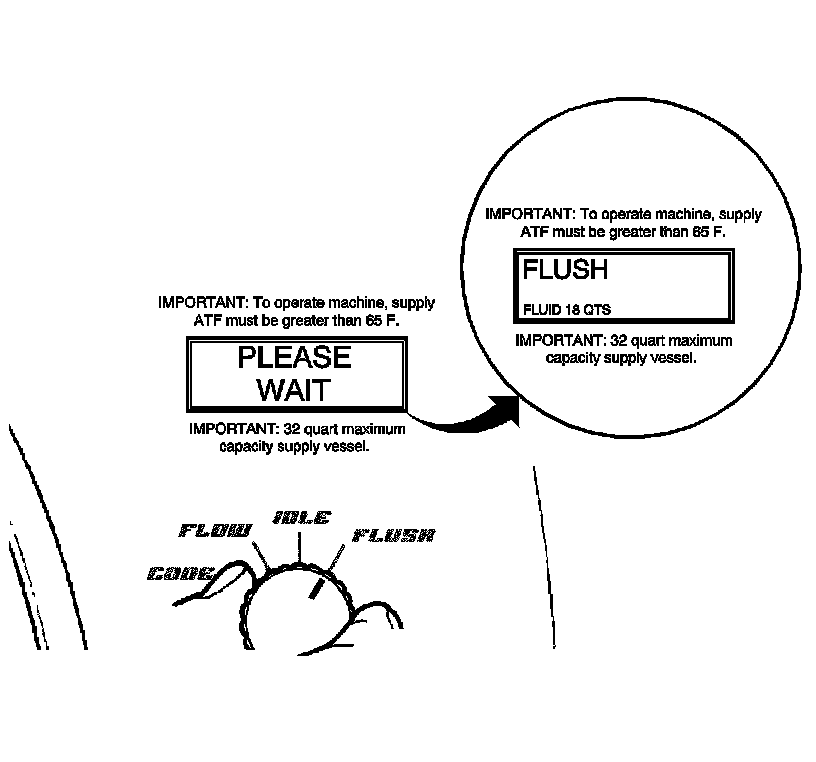 IMPORTANT: To operate machine, supply
ATF must be greater than 65 F.
FLUSH
FLUID 18 QTS
IMPORTANT: 32 quart maximum
capacity supply vessel.
IMPORTANT: To operate machine, supply
ATF must be greater than 65 F.
PLEASE
WAIT
IMPORTANT: 32 quart maximum
capacity supply vessel.
IDLE
FLOW
FLUSH
CODE